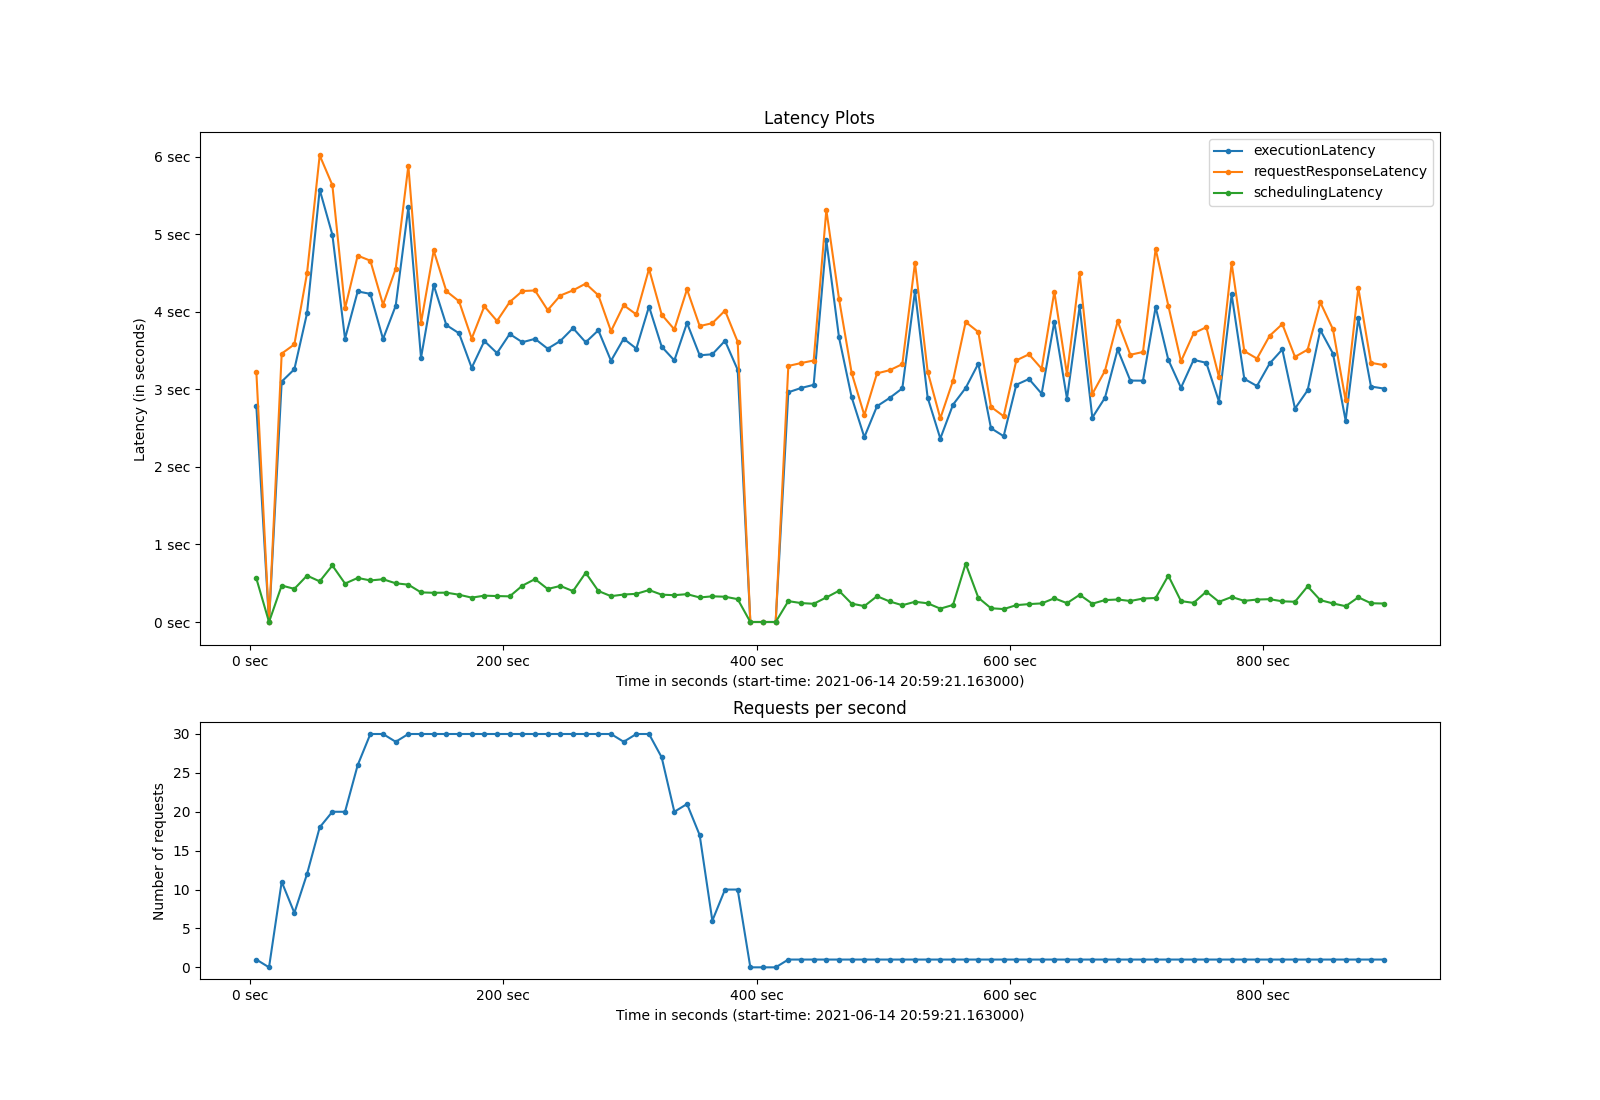 Latency Plots
executionLatency
requestResponseLatency
schedulingLatency
6 sec
5 sec
4 sec
3 sec
2 sec
1 sec
0 sec
Latency (in seconds)
0 sec 200 sec 400 sec 600 sec 800 sec
Time in seconds (start-time: 2021-06-14 20:59:21.163000)
Requests per second
30
25
20
15
10
5
0
Number of requests
0 sec 200 sec 400 sec 600 sec 800 sec
Time in seconds (start-time: 2021-06-14 20:59:21.163000)